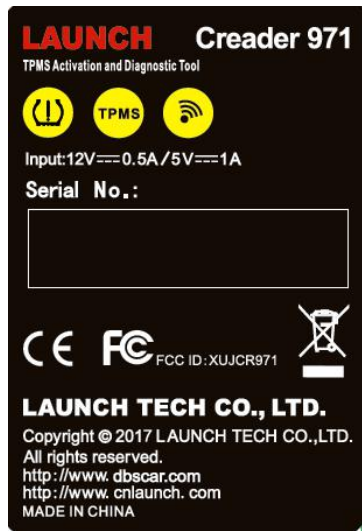 LAUNCH Creader 971
TPMS Activation and Diagnostic Tool
TPMS
Input:12V⎓0.5A/5V⎓1A
Serial No.:
CE FC FCC ID:XUJCR971
LAUNCH TECH CO., LTD.
Copyright © 2017 LAUNCH TECH CO.,LTD.
All rights reserved.
http://www. dbscar.com
http://www. cnlaunch. com
MADE IN CHINA